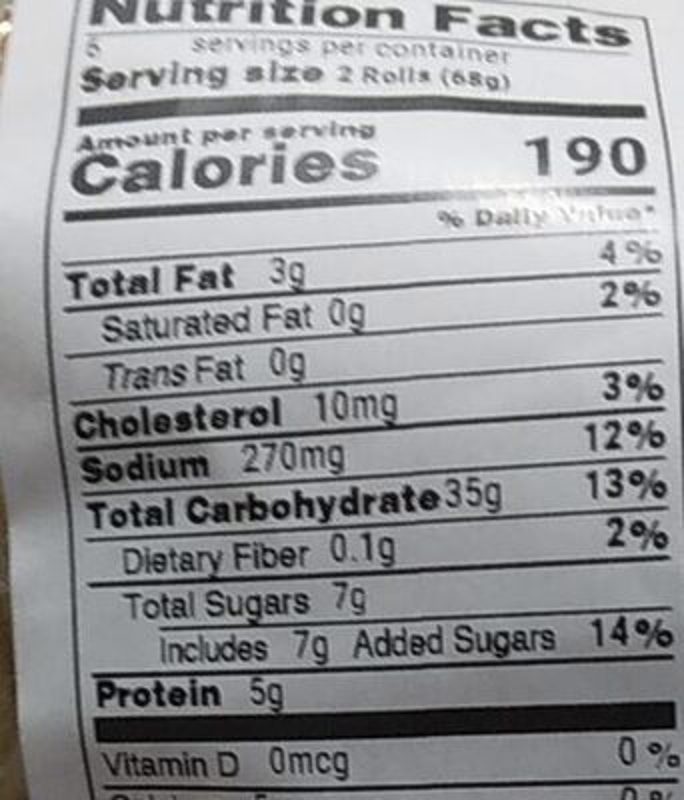 Nutrition Facts
5 servings per container
Serving size 2 Rolls (68g)
Amount per serving
Calories 190
% Daily Value*
Total Fat 3g 4%
Saturated Fat 0g 2%
Trans Fat 0g
Cholesterol 10mg 3%
Sodium 270mg 12%
Total Carbohydrate 35g 13%
Dietary Fiber 0.1g 2%
Total Sugars 7g
Includes 7g Added Sugars 14%
Protein 5g
Vitamin D 0mcg 0%